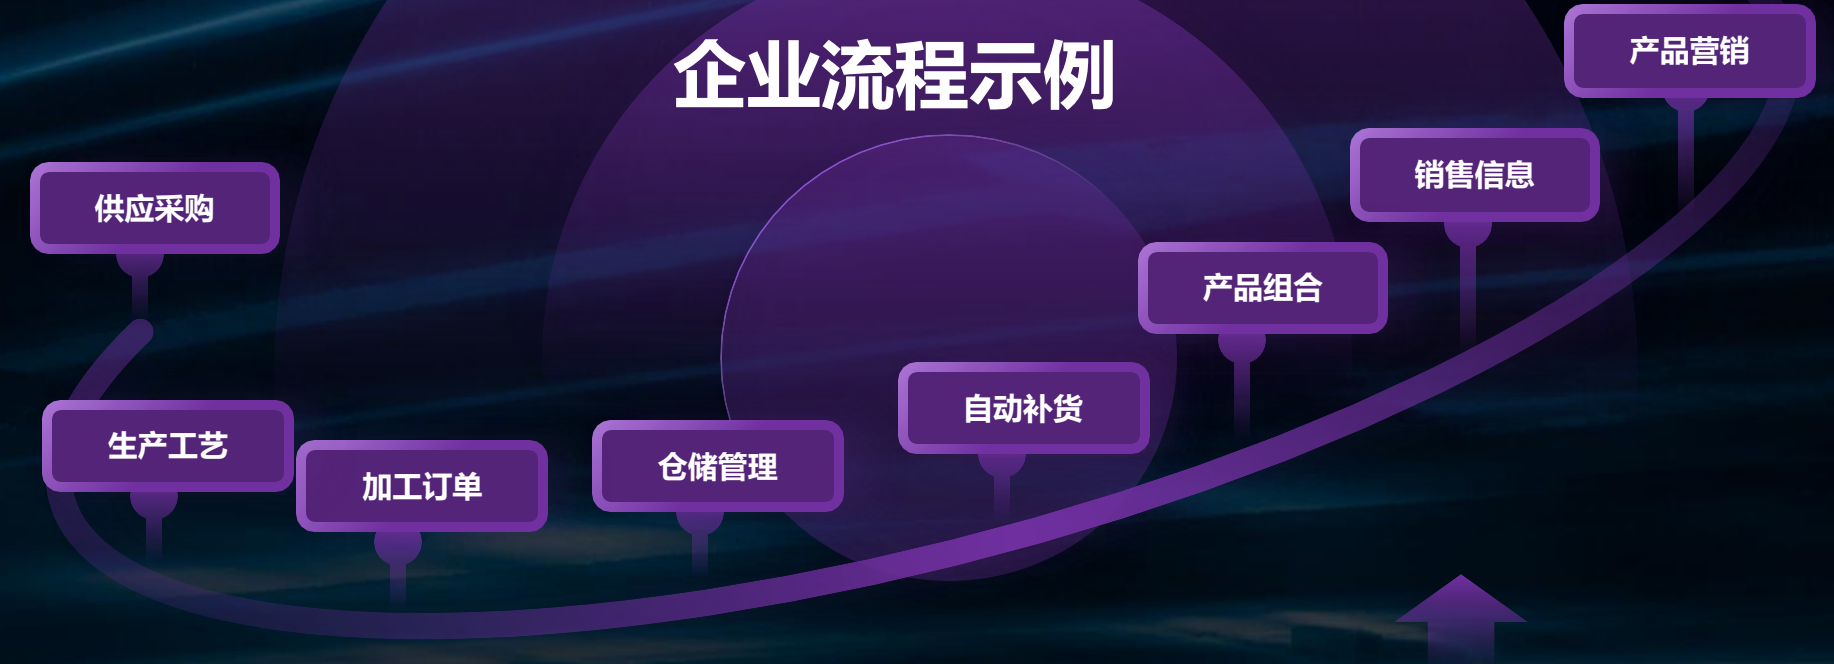 企业流程示例
供应采购
生产工艺
加工订单
仓储管理
自动补货
产品组合
销售信息
产品营销